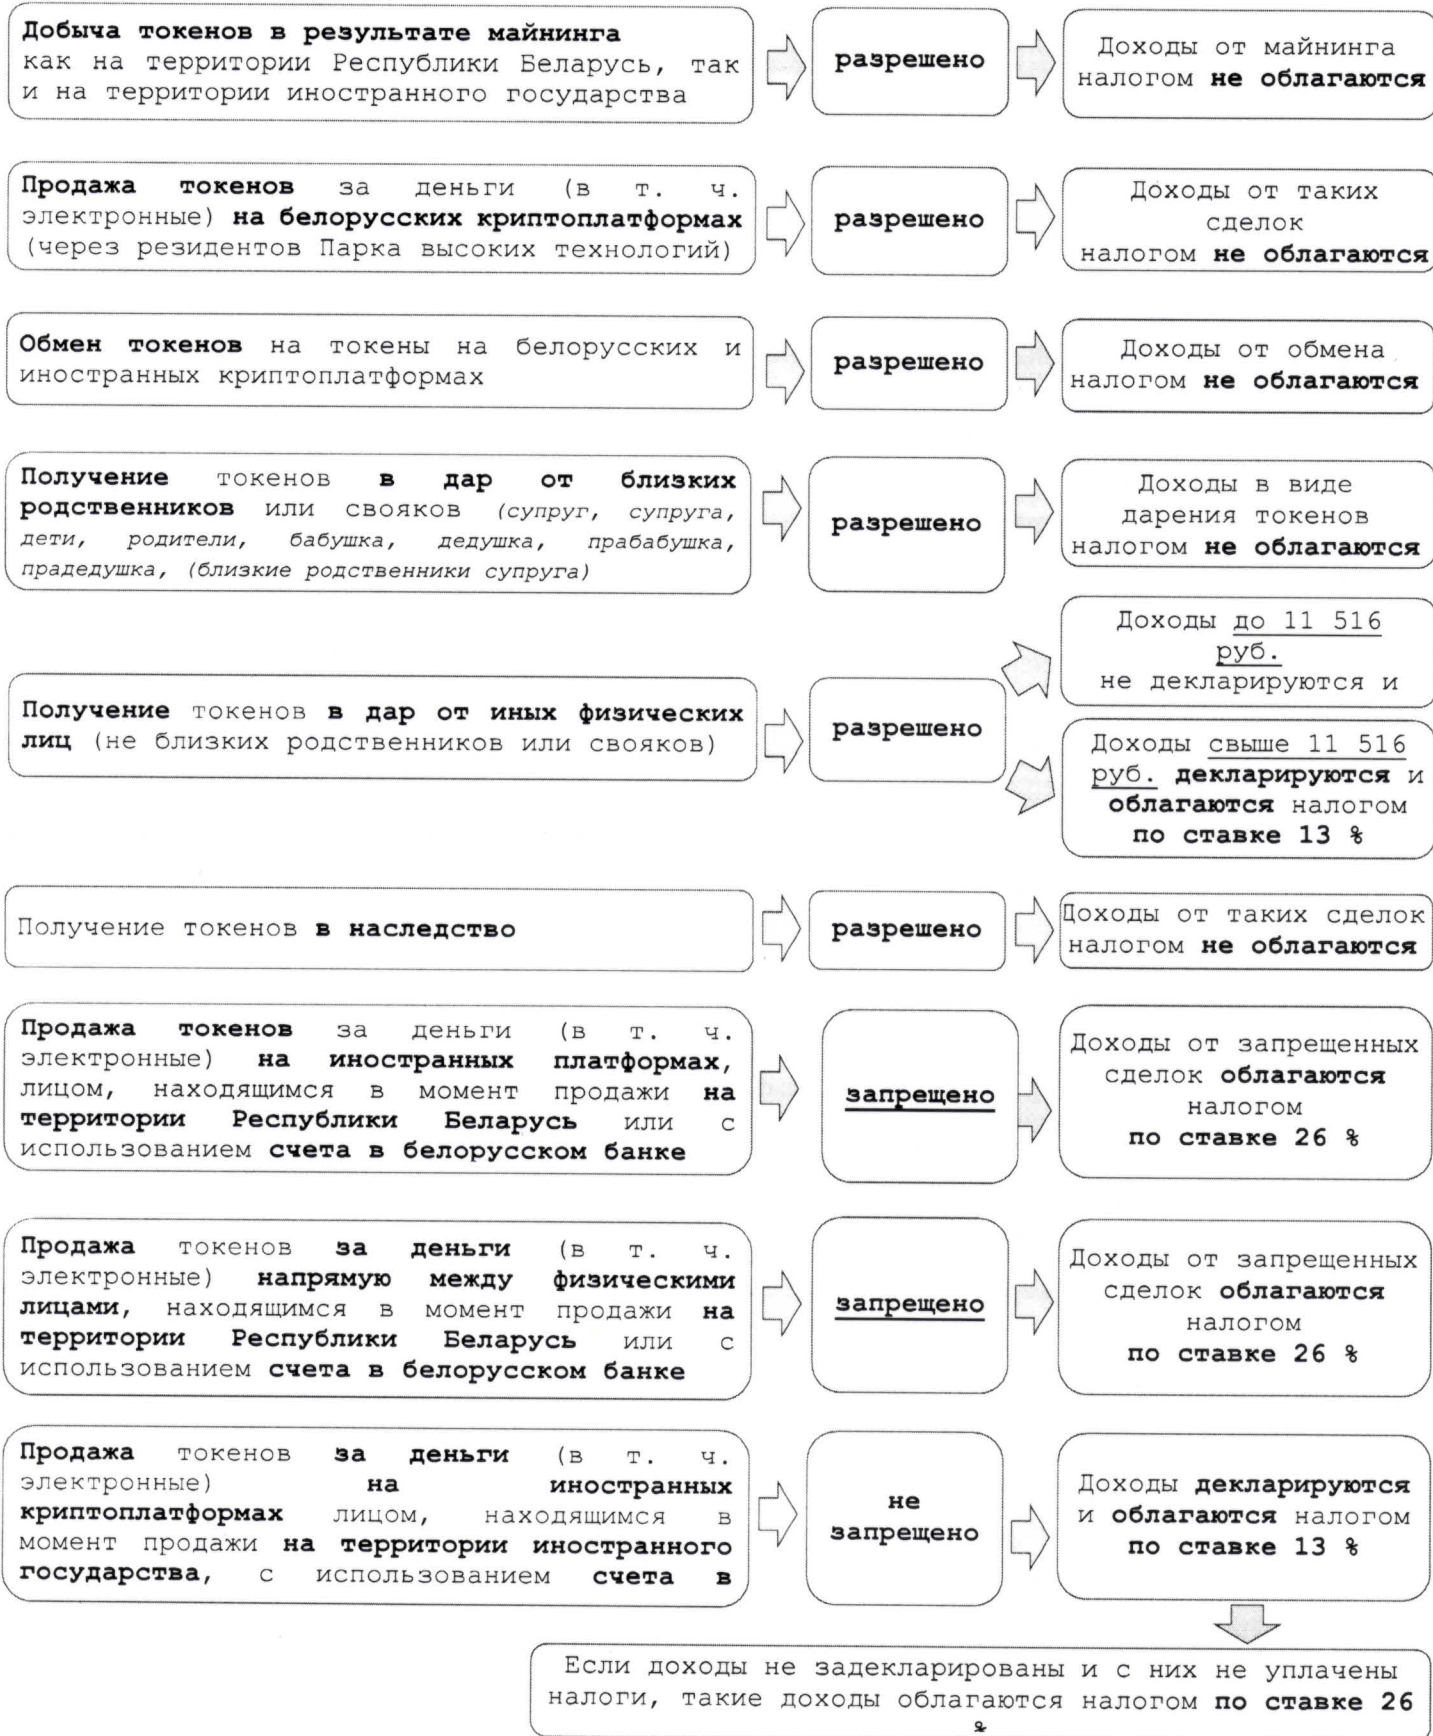 Добыча токенов в результате майнинга
как на территории Республики Беларусь, так
и на территории иностранного государства
разрешено
Доходы от майнинга
налогом не облагаются
Продажа токенов за деньги (в т. ч.
электронные) на белорусских криптоплатформах
(через резидентов Парка высоких технологий)
разрешено
Доходы от таких
сделок
налогом не облагаются
Обмен токенов на токены на белорусских и
иностранных криптоплатформах
разрешено
Доходы от обмена
налогом не облагаются
Получение токенов в дар от близких
родственников или свояков (супруг, супруга,
дети, родители, бабушка, дедушка, прабабушка,
прадедушка, (близкие родственники супруга)
разрешено
Доходы в виде
дарения токенов
налогом не облагаются
Получение токенов в дар от иных физических
лиц (не близких родственников или свояков)
разрешено
Доходы до 11 516
руб.
не декларируются и
Доходы свыше 11 516
руб. декларируются и
облагаются налогом
по ставке 13 %
Получение токенов в наследство
разрешено
Доходы от таких сделок
налогом не облагаются
Продажа токенов за деньги (в т. ч.
электронные) на иностранных платформах,
лицом, находящимся в момент продажи на
территории Республики Беларусь или с
использованием счета в белорусском банке
запрещено
Доходы от запрещенных
сделок облагаются
налогом
по ставке 26 %
Продажа токенов за деньги (в т. ч.
электронные) напрямую между физическими
лицами, находящимся в момент продажи на
территории Республики Беларусь или с
использованием счета в белорусском банке
запрещено
Доходы от запрещенных
сделок облагаются
налогом
по ставке 26 %
Продажа токенов за деньги (в т. ч.
электронные) на иностранных
криптоплатформах лицом, находящимся в
момент продажи на территории иностранного
государства, с использованием счета в
не
запрещено
Доходы декларируются
и облагаются налогом
по ставке 13 %
Если доходы не задекларированы и с них не уплачены
налоги, такие доходы облагаются налогом по ставке 26
%